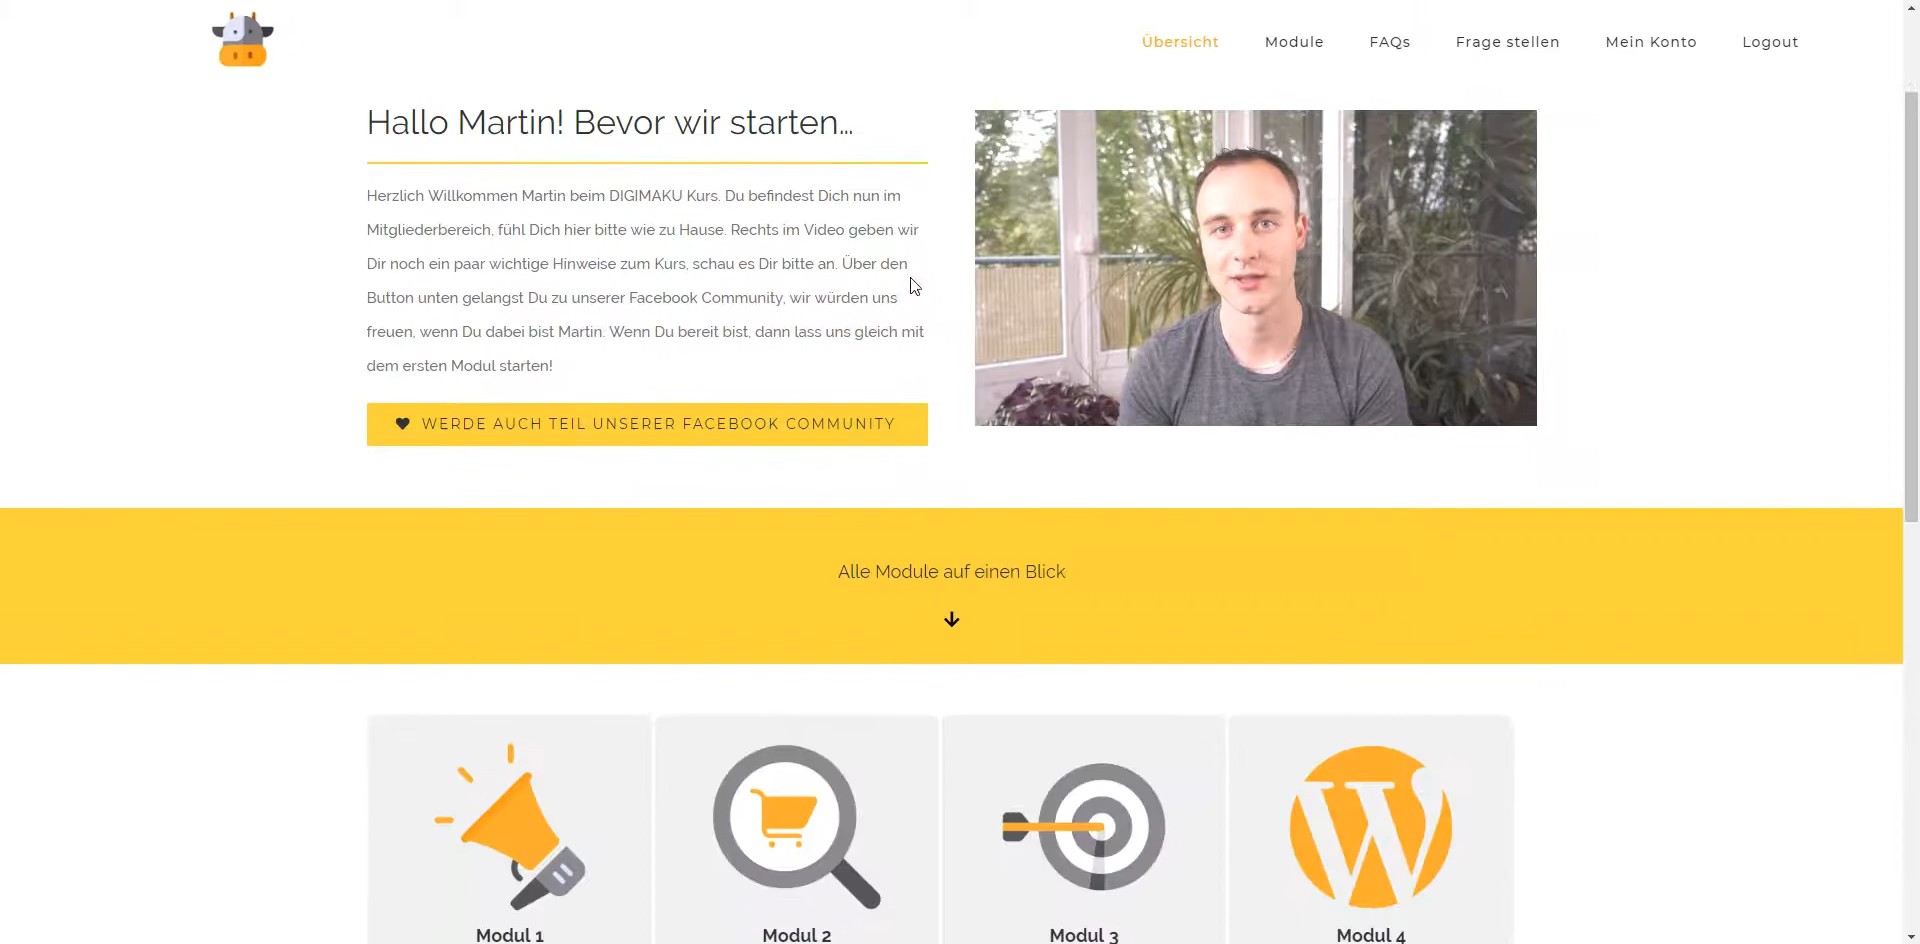 Übersicht Module FAQs Frage stellen Mein Konto Logout
Hallo Martin! Bevor wir starten...
Herzlich Willkommen Martin beim DIGIMAKU Kurs. Du befindest Dich nun im
Mitgliederbereich, fühl Dich hier bitte wie zu Hause. Rechts im Video geben wir
Dir noch ein paar wichtige Hinweise zum Kurs, schau es Dir bitte an. Über den
Button unten gelangst Du zu unserer Facebook Community, wir würden uns
freuen, wenn Du dabei bist Martin. Wenn Du bereit bist, dann lass uns gleich mit
dem ersten Modul starten!
WERDE AUCH TEIL UNSERER FACEBOOK COMMUNITY
Alle Module auf einen Blick
Modul 1 Modul 2 Modul 3 Modul 4